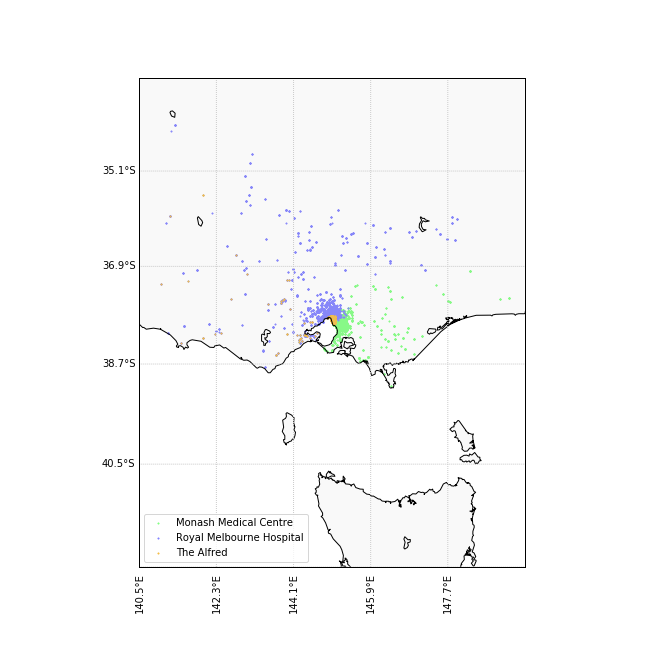 35.1°S
36.9°S
38.7°S
40.5°S
Monash Medical Centre
Royal Melbourne Hospital
The Alfred
140.5°E
142.3°E
144.1°E
145.9°E
147.7°E